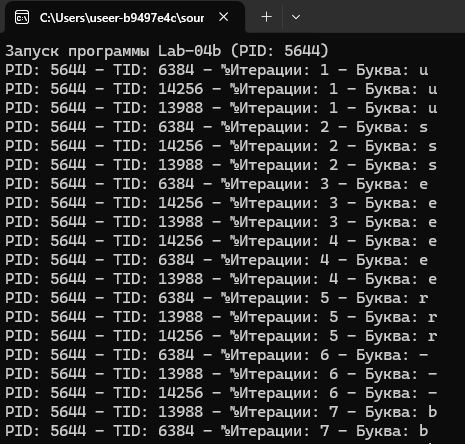 C:\Users\useer-b9497e4c\sour
Запуск программы Lab-04b (PID: 5644)
PID: 5644 – TID: 6384 – №Итерации: 1 – Буква: u
PID: 5644 – TID: 14256 – №Итерации: 1 – Буква: u
PID: 5644 – TID: 13988 – №Итерации: 1 – Буква: u
PID: 5644 – TID: 6384 – №Итерации: 2 – Буква: s
PID: 5644 – TID: 14256 – №Итерации: 2 – Буква: s
PID: 5644 – TID: 13988 – №Итерации: 2 – Буква: s
PID: 5644 – TID: 6384 – №Итерации: 3 – Буква: e
PID: 5644 – TID: 14256 – №Итерации: 3 – Буква: e
PID: 5644 – TID: 13988 – №Итерации: 3 – Буква: e
PID: 5644 – TID: 14256 – №Итерации: 4 – Буква: e
PID: 5644 – TID: 6384 – №Итерации: 4 – Буква: e
PID: 5644 – TID: 13988 – №Итерации: 4 – Буква: e
PID: 5644 – TID: 6384 – №Итерации: 5 – Буква: r
PID: 5644 – TID: 13988 – №Итерации: 5 – Буква: r
PID: 5644 – TID: 14256 – №Итерации: 5 – Буква: r
PID: 5644 – TID: 6384 – №Итерации: 6 – Буква: –
PID: 5644 – TID: 13988 – №Итерации: 6 – Буква: –
PID: 5644 – TID: 14256 – №Итерации: 6 – Буква: –
PID: 5644 – TID: 13988 – №Итерации: 7 – Буква: b
PID: 5644 – TID: 6384 – №Итерации: 7 – Буква: b